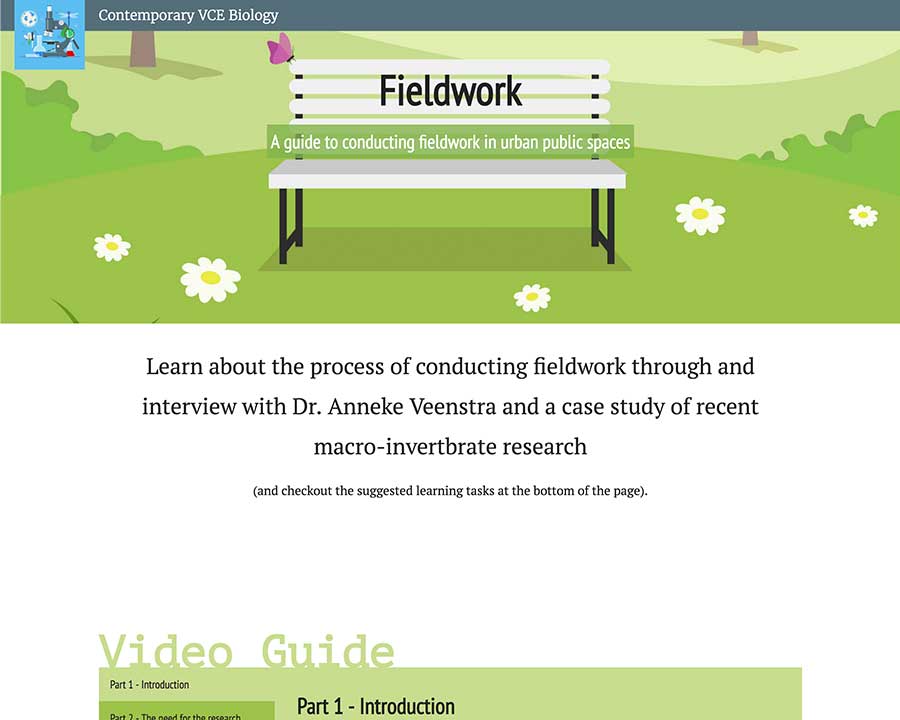 Contemporary VCE Biology
Fieldwork
A guide to conducting fieldwork in urban public spaces
Learn about the process of conducting fieldwork through and
interview with Dr. Anneke Veenstra and a case study of recent
macro-invertbrate research
(and checkout the suggested learning tasks at the bottom of the page).
Video Guide
Part 1 - Introduction
Part 1 - Introduction
Part 2 - The need for the research